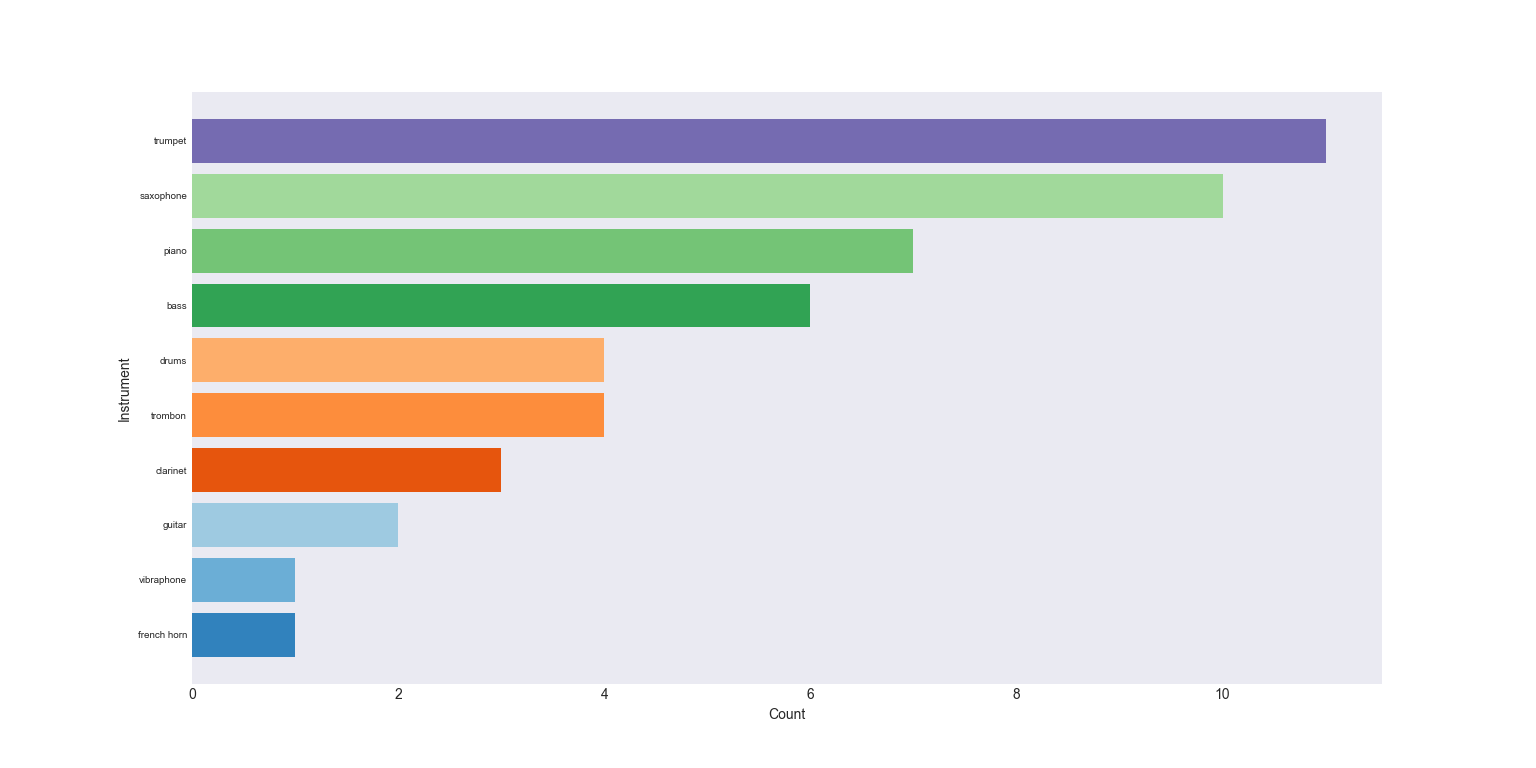 trumpet
saxophone
piano
bass
drums
trombon
clarinet
guitar
vibraphone
french horn
Instrument
0 2 4 6 8 10
Count